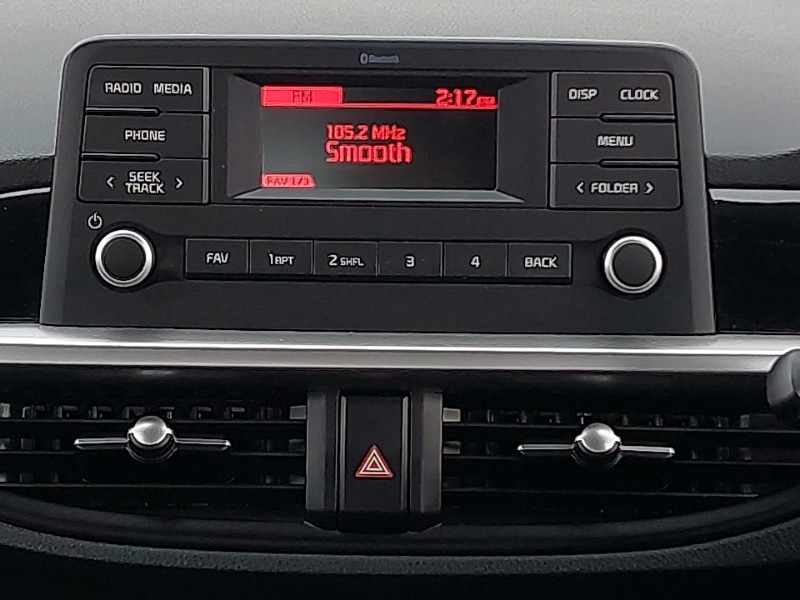 Bluetooth
RADIO MEDIA
PHONE
< SEEK TRACK >
FM 2:17 PM
105.2 MHz
Smooth
FAV 1/3
DISP CLOCK
MENU
< FOLDER >
FAV 1 RPT 2 SHFL 3 4 BACK